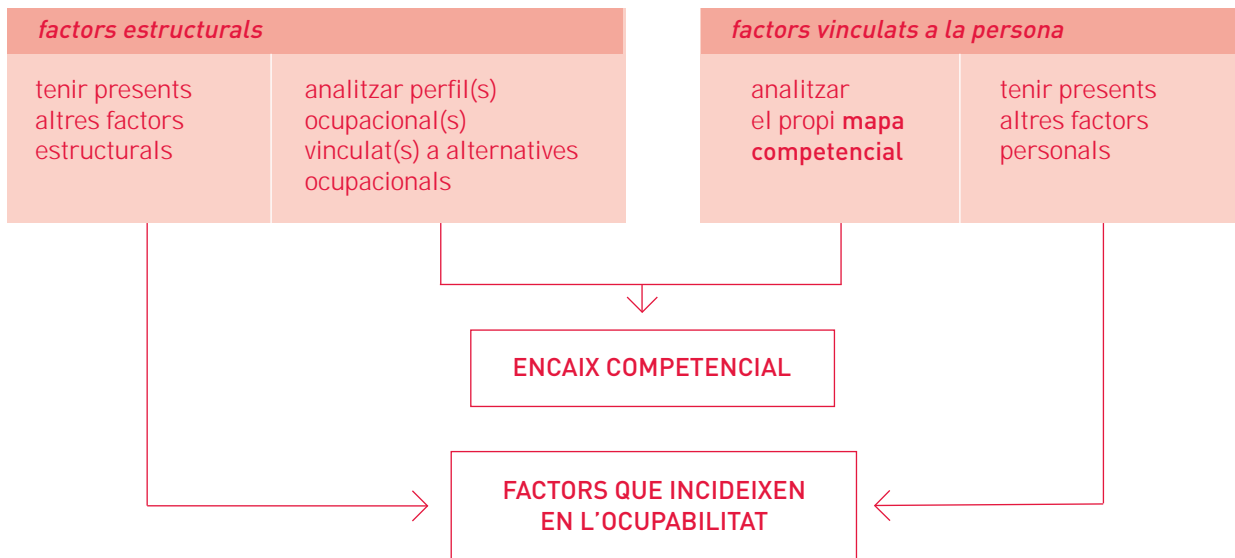 factors estructurals
tenir presents
altres factors
estructurals
analitzar perfil(s)
ocupacional(s)
vinculat(s) a alternatives
ocupacionals
factors vinculats a la persona
analitzar
el propi mapa
competencial
tenir presents
altres factors
personals
ENCAIX COMPETENCIAL
FACTORS QUE INCIDEIXEN
EN L’OCUPABILITAT